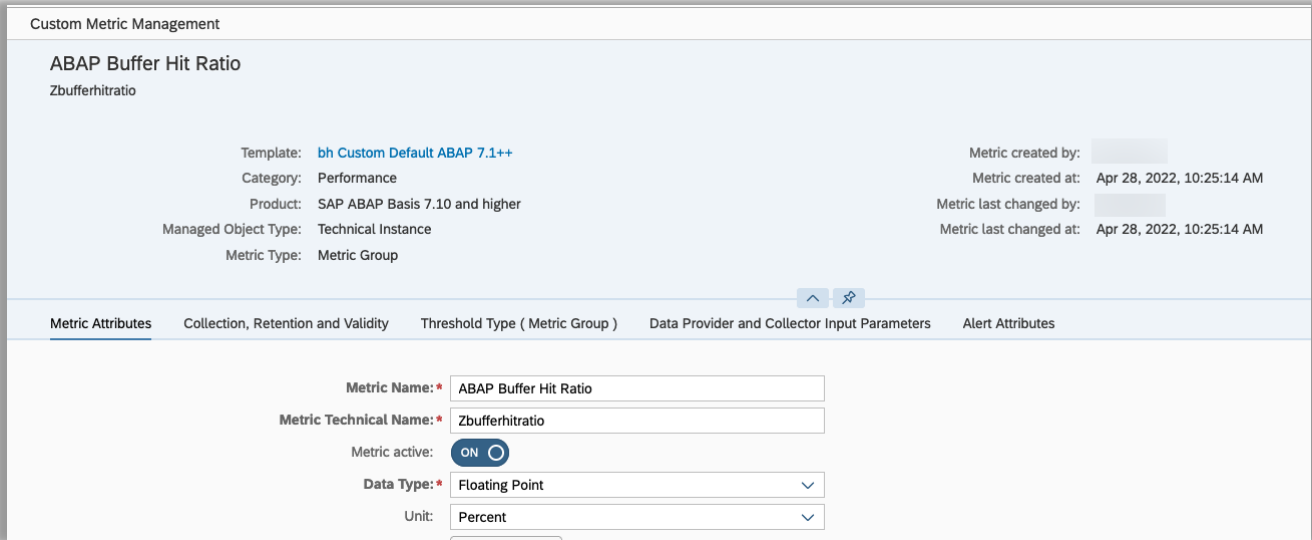 Custom Metric Management
ABAP Buffer Hit Ratio
Zbufferhitratio
Template: bh Custom Default ABAP 7.1++
Category: Performance
Product: SAP ABAP Basis 7.10 and higher
Managed Object Type: Technical Instance
Metric Type: Metric Group
Metric created by:
Metric created at: Apr 28, 2022, 10:25:14 AM
Metric last changed by:
Metric last changed at: Apr 28, 2022, 10:25:14 AM
Metric Attributes Collection, Retention and Validity Threshold Type ( Metric Group ) Data Provider and Collector Input Parameters Alert Attributes
Metric Name:* ABAP Buffer Hit Ratio
Metric Technical Name:* Zbufferhitratio
Metric active: ON
Data Type:* Floating Point
Unit: Percent